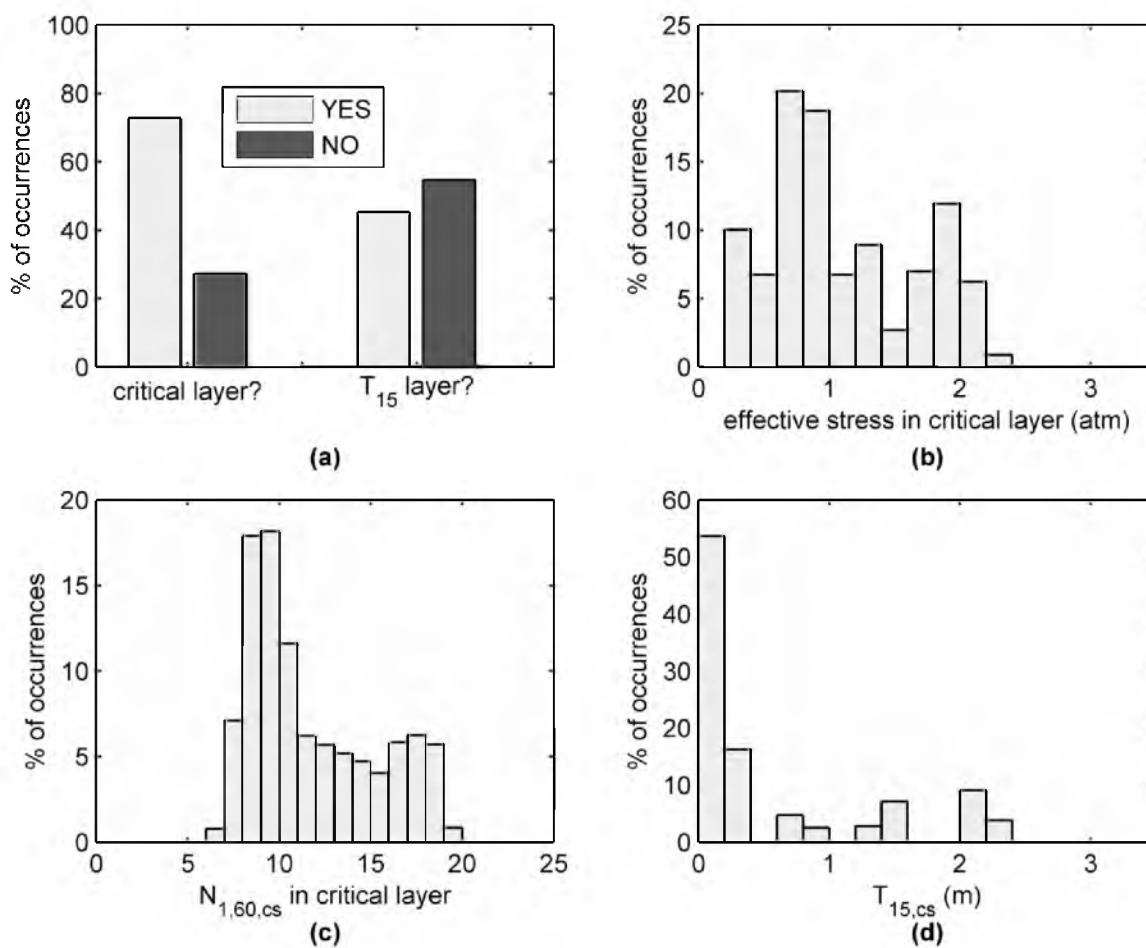 100
80
60
40
20
0
% of occurrences
YES
NO
critical layer?
T15 layer?
(a)
25
20
15
10
5
0
% of occurrences
0 1 2 3
effective stress in critical layer (atm)
(b)
20
15
10
5
0
% of occurrences
0 5 10 15 20 25
N1,60,cs in critical layer
(c)
60
50
40
30
20
10
0
% of occurrences
0 1 2 3
T15,cs (m)
(d)